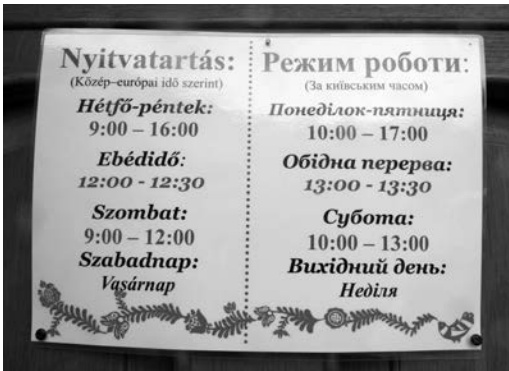 Nyitvatartás:
(Közép–európai idő szerint)
Hétfő-péntek:
9:00 – 16:00
Ebédidő:
12:00 - 12:30
Szombat:
9:00 – 12:00
Szabadnap:
Vasárnap
Режим роботи:
(За київським часом)
Понеділок-пятниця:
10:00 – 17:00
Обідна перерва:
13:00 - 13:30
Субота:
10:00 – 13:00
Вихідний день:
Неділя